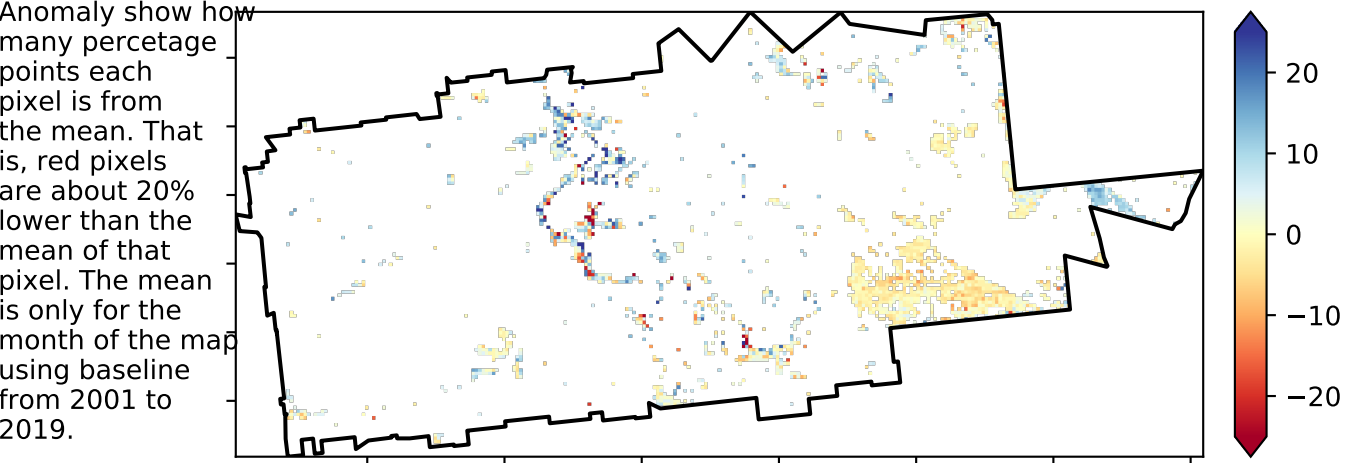 Anomaly show how
many percetage
points each
pixel is from
the mean. That
is, red pixels
are about 20%
lower than the
mean of that
pixel. The mean
is only for the
month of the map
using baseline
from 2001 to
2019.
20
10
0
−10
−20